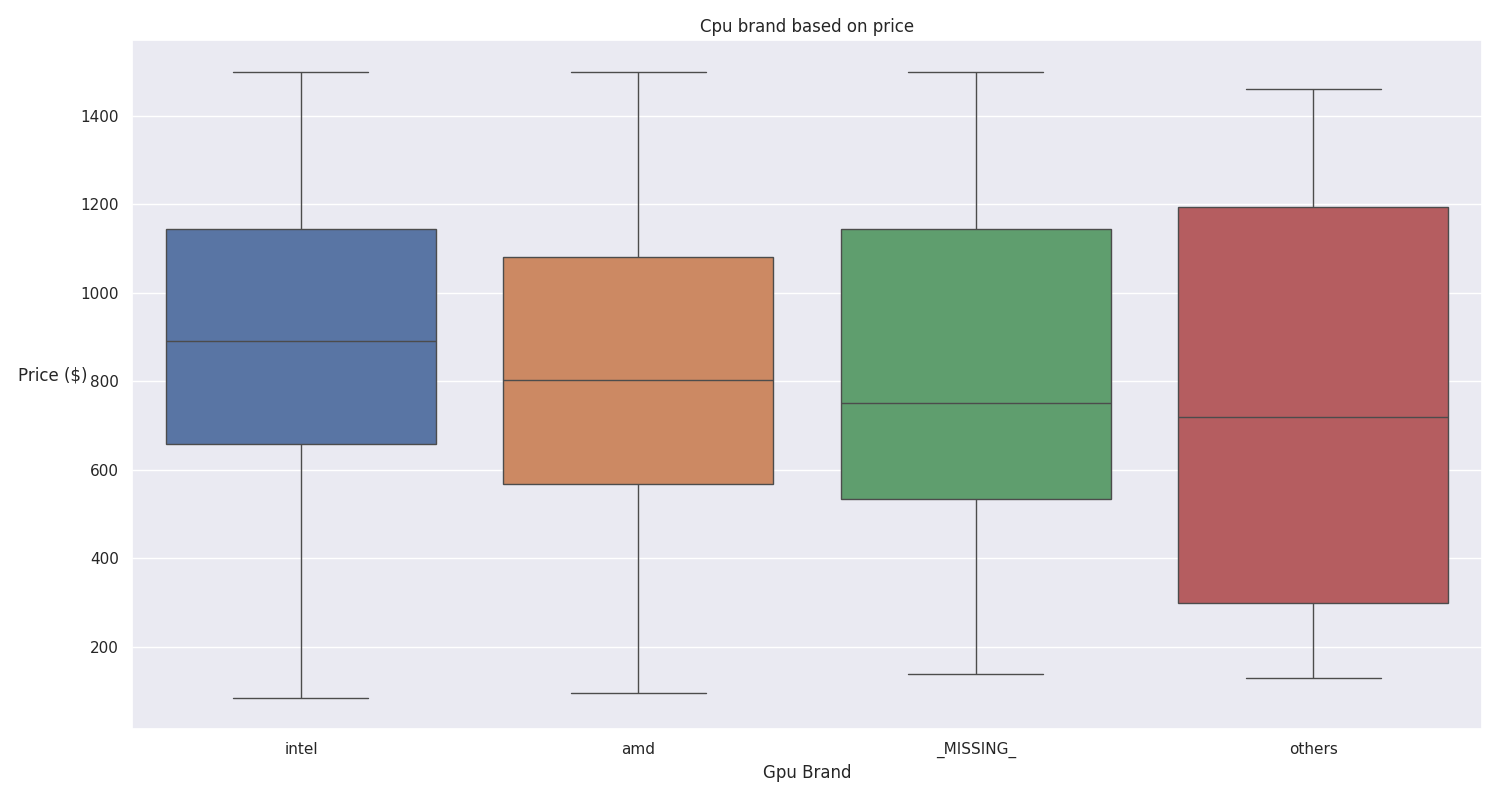 Cpu brand based on price
1400
1200
1000
Price ($) 800
600
400
200
intel amd _MISSING_ others
Gpu Brand